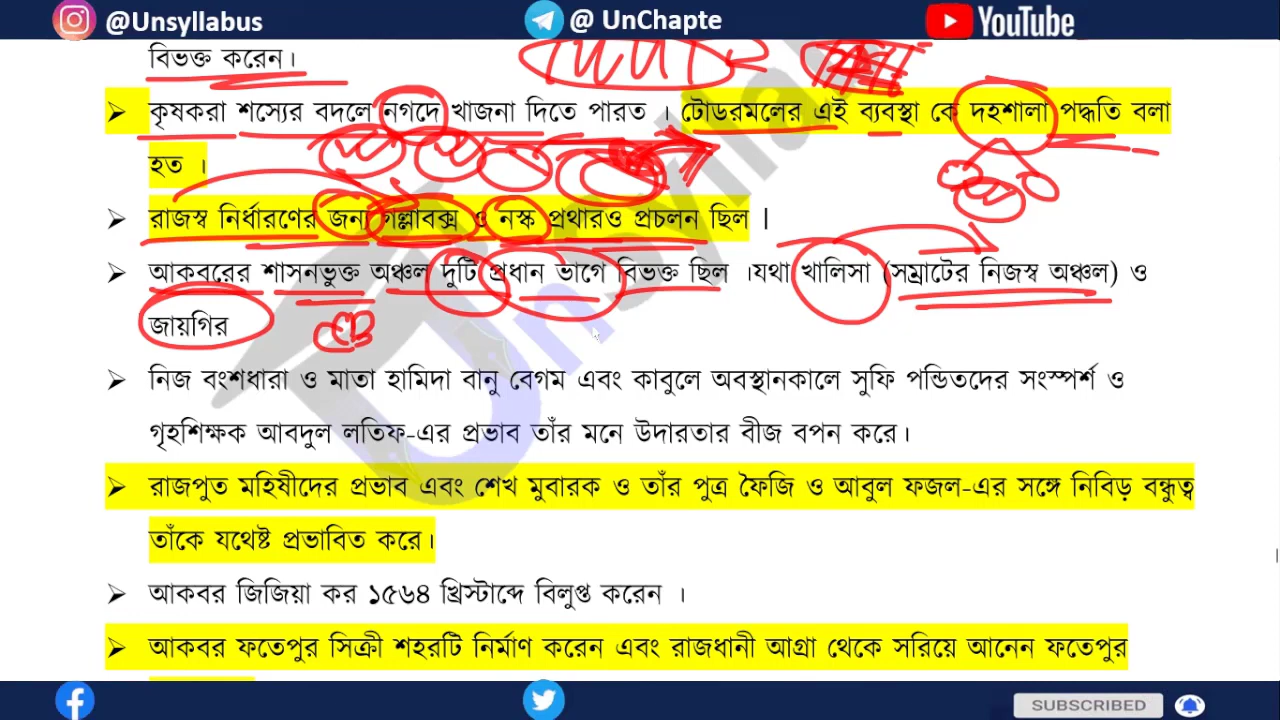 @Unsyllabus @ UnChapte YouTube
বিভক্ত করেন।
➢ কৃষকরা শস্যের বদলে নগদে খাজনা দিতে পারত । টোডরমলের এই ব্যবস্থা কে দহশালা পদ্ধতি বলা
হত ।
➢ রাজস্ব নির্ধারণের জন্য গল্লাবক্স ও নস্ক প্রথারও প্রচলন ছিল |
➢ আকবরের শাসনভুক্ত অঞ্চল দুটি প্রধান ভাগে বিভক্ত ছিল ।যথা খালিসা (সম্রাটের নিজস্ব অঞ্চল) ও
জায়গির
➢ নিজ বংশধারা ও মাতা হামিদা বানু বেগম এবং কাবুলে অবস্থানকালে সুফি পন্ডিতদের সংস্পর্শ ও
গৃহশিক্ষক আবদুল লতিফ-এর প্রভাব তাঁর মনে উদারতার বীজ বপন করে।
➢ রাজপুত মহিষীদের প্রভাব এবং শেখ মুবারক ও তাঁর পুত্র ফৈজি ও আবুল ফজল-এর সঙ্গে নিবিড় বন্ধুত্ব
তাঁকে যথেষ্ট প্রভাবিত করে।
➢ আকবর জিজিয়া কর ১৫৬৪ খ্রিস্টাব্দে বিলুপ্ত করেন ।
➢ আকবর ফতেপুর সিক্রী শহরটি নির্মাণ করেন এবং রাজধানী আগ্রা থেকে সরিয়ে আনেন ফতেপুর
SUBSCRIBED